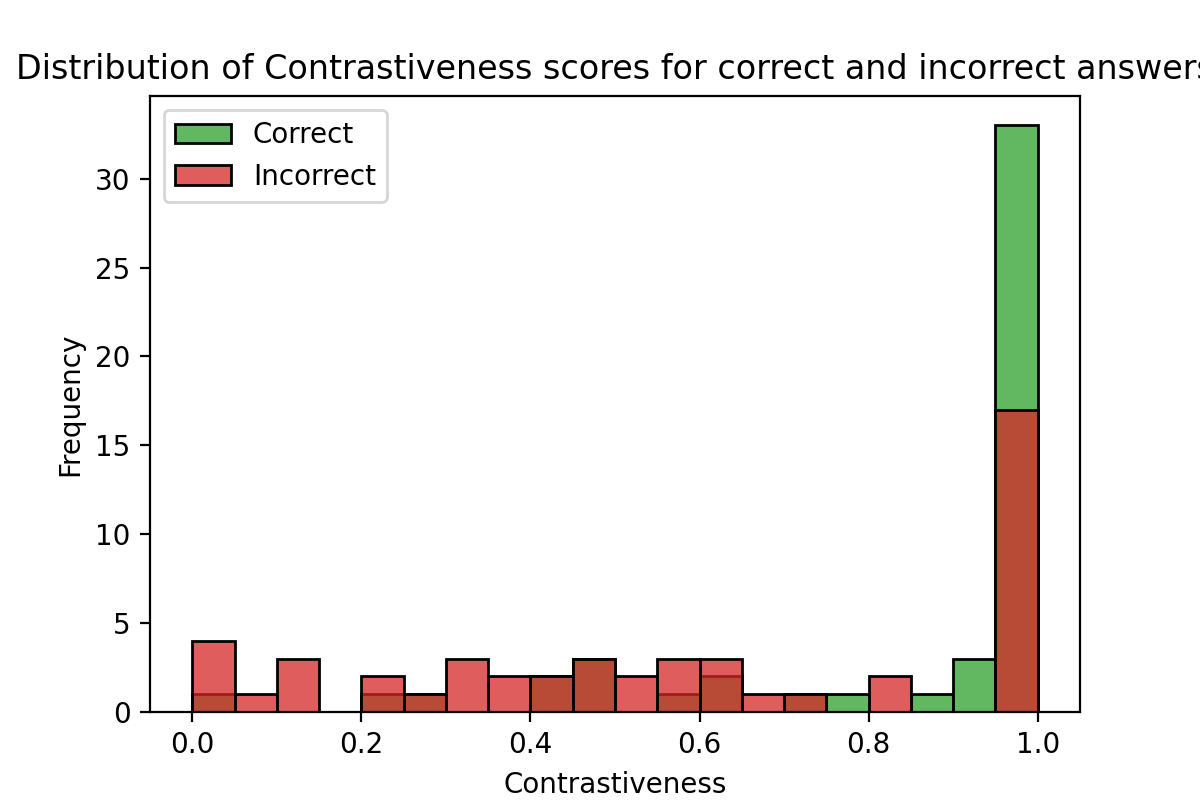 Distribution of Contrastiveness scores for correct and incorrect answers
Correct
Incorrect
30
25
20
15
10
5
0
Frequency
0.0 0.2 0.4 0.6 0.8 1.0
Contrastiveness